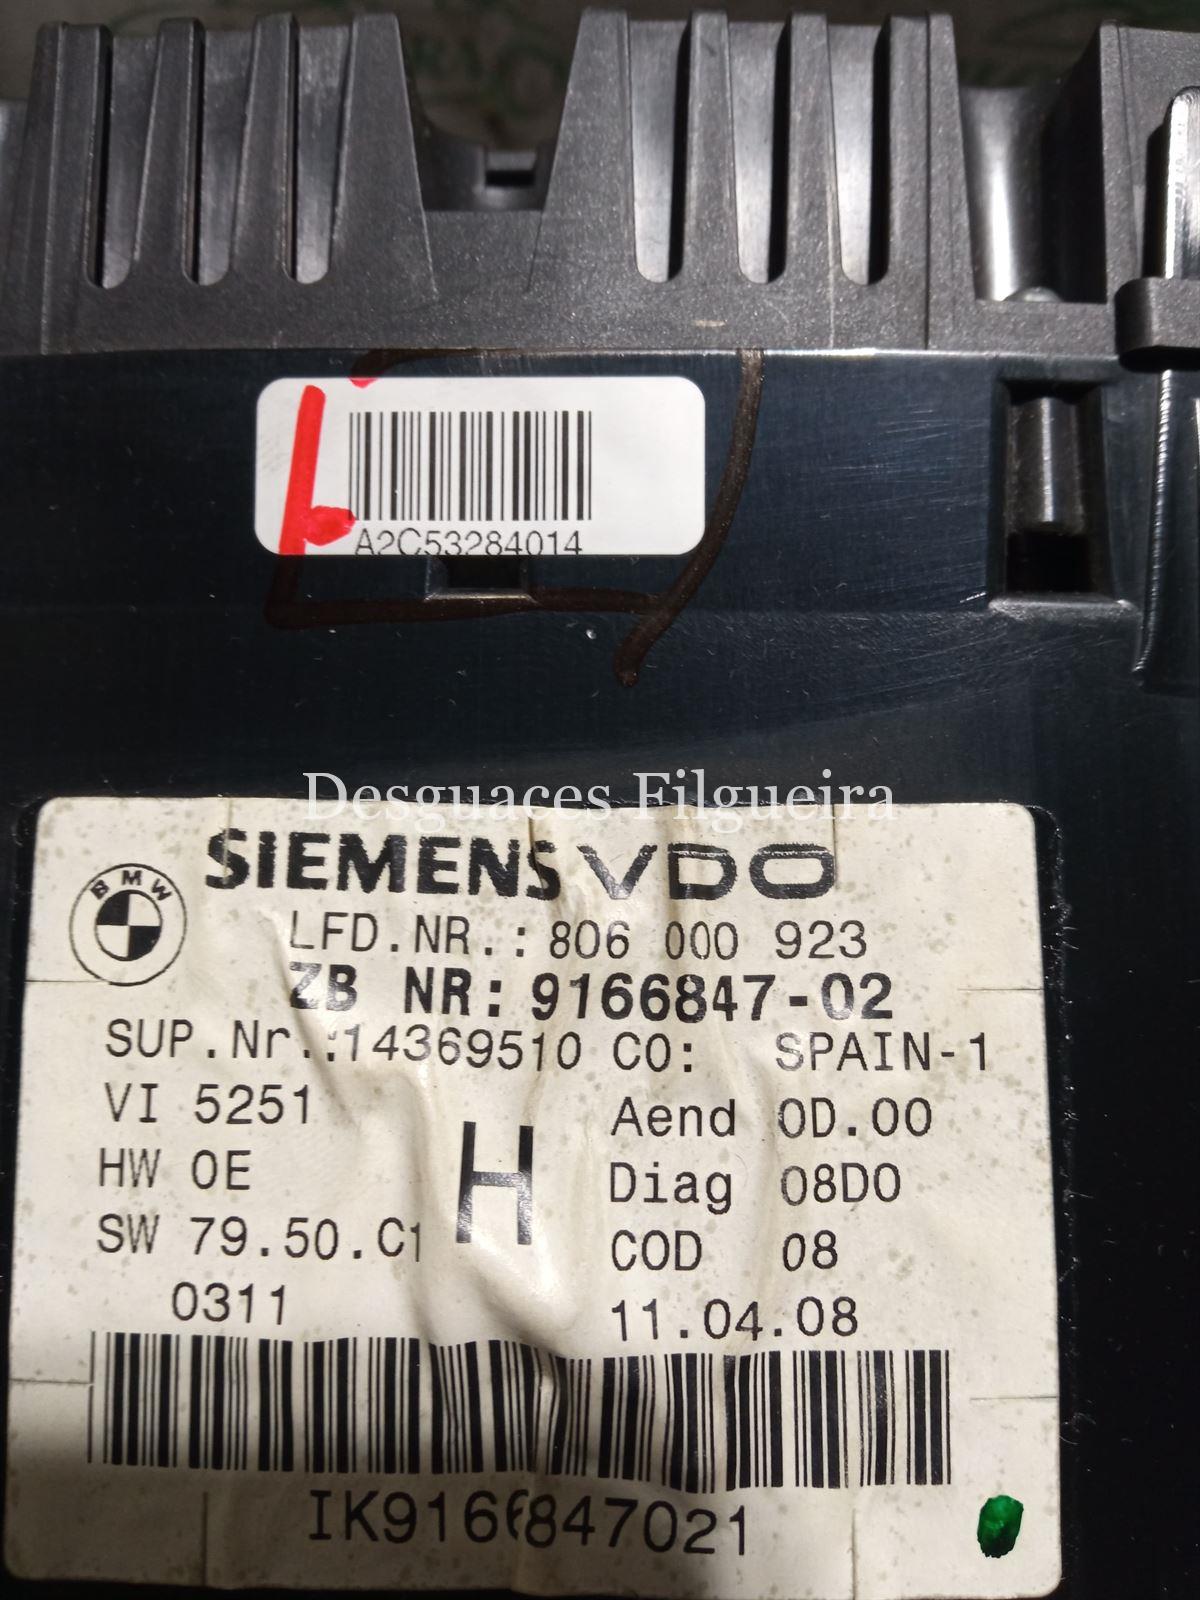 A2C53284014
Desguaces Filgueira
BMW
SIEMENS VDO
LFD.NR.: 806 000 923
ZB NR: 9166847-02
SUP.Nr.:14369510 CO: SPAIN-1
VI 5251 Aend 0D.00
HW 0E H Diag 08D0
SW 79.50.C1 COD 08
0311 11.04.08
IK9166847021